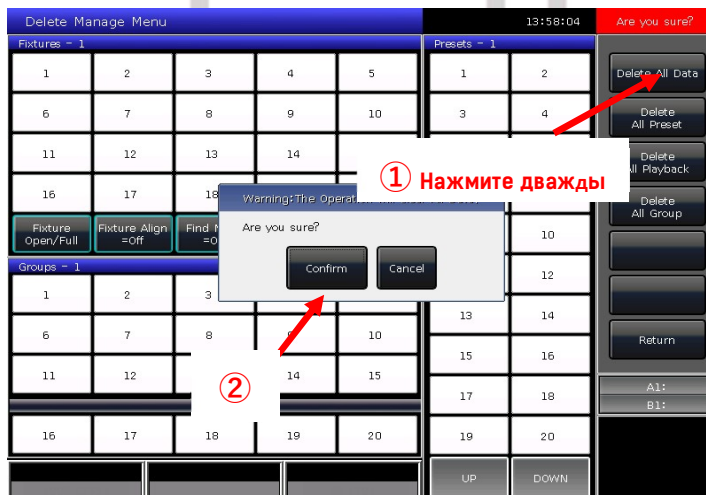 Delete Manage Menu
13:58:04
Are you sure?
Fixtures - 1
1 2 3 4 5
6 7 8 9 10
11 12 13 14
16 17 18
Fixture Open/Full
Fixture Align =Off
Find
Presets - 1
1 2
3 4
10
12
13 14
15 16
17 18
19 20
UP DOWN
Delete All Data
Delete
All Preset
Delete
All Playback
Delete
All Group
Return
A1:
B1:
① Нажмите дважды
Warning:The
Are you sure?
Confirm Cancel
②
Groups - 1
1 2 3
6 7 8 10
11 12 14 15
16 17 18 19 20